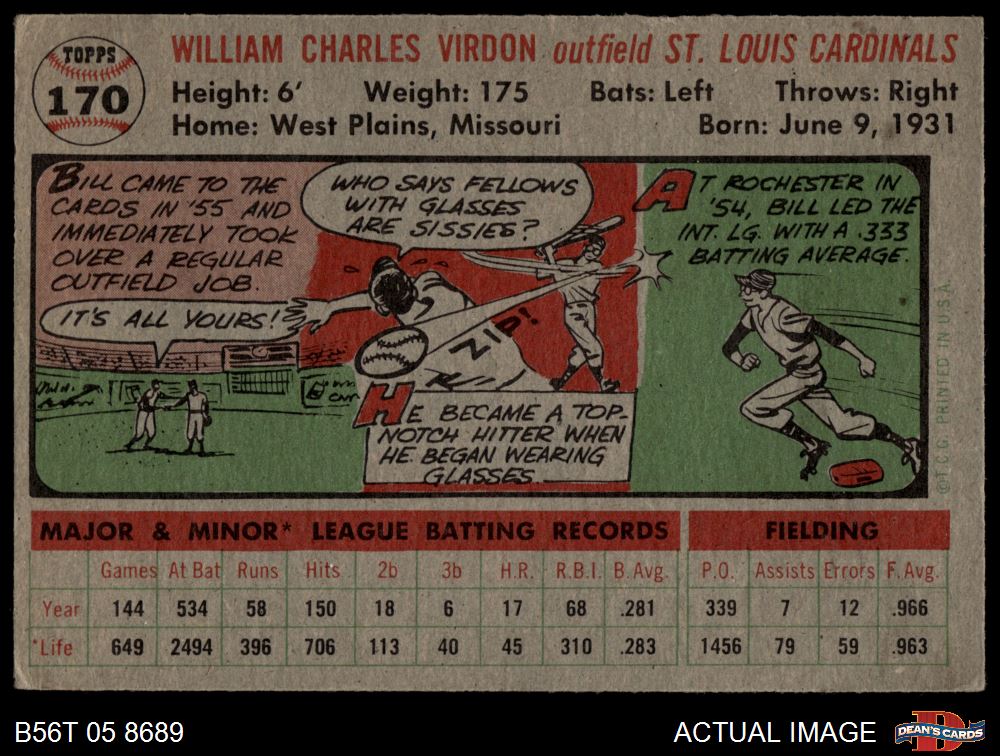 TOPPS
170
WILLIAM CHARLES VIRDON outfield ST. LOUIS CARDINALS
Height: 6' Weight: 175 Bats: Left Throws: Right
Home: West Plains, Missouri Born: June 9, 1931
BILL CAME TO THE
CARDS IN '55 AND
IMMEDIATELY TOOK
OVER A REGULAR
OUTFIELD JOB.
IT'S ALL YOURS!
WHO SAYS FELLOWS
WITH GLASSES
ARE SISSIES?
ZIP!
HE BECAME A TOP-
NOTCH HITTER WHEN
HE BEGAN WEARING
GLASSES.
AT ROCHESTER IN
'54, BILL LED THE
INT. LG. WITH A .333
BATTING AVERAGE.
© T.C.G. PRINTED IN U.S.A.
MAJOR & MINOR* LEAGUE BATTING RECORDS FIELDING
Games At Bat Runs Hits 2b 3b H.R. R.B.I. B. Avg. P.O. Assists Errors F. Avg.
Year 144 534 58 150 18 6 17 68 .281 339 7 12 .966
*Life 649 2494 396 706 113 40 45 310 .283 1456 79 59 .963
B56T 05 8689 ACTUAL IMAGE
D
DEAN'S CARDS